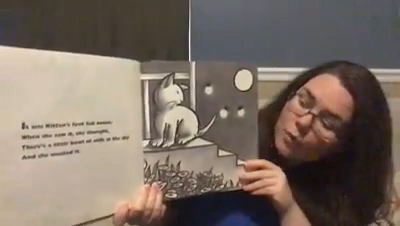 It was Kitten's first full moon.
When she saw it, she thought,
There's a little bowl of milk in the sky.
And she wanted it.